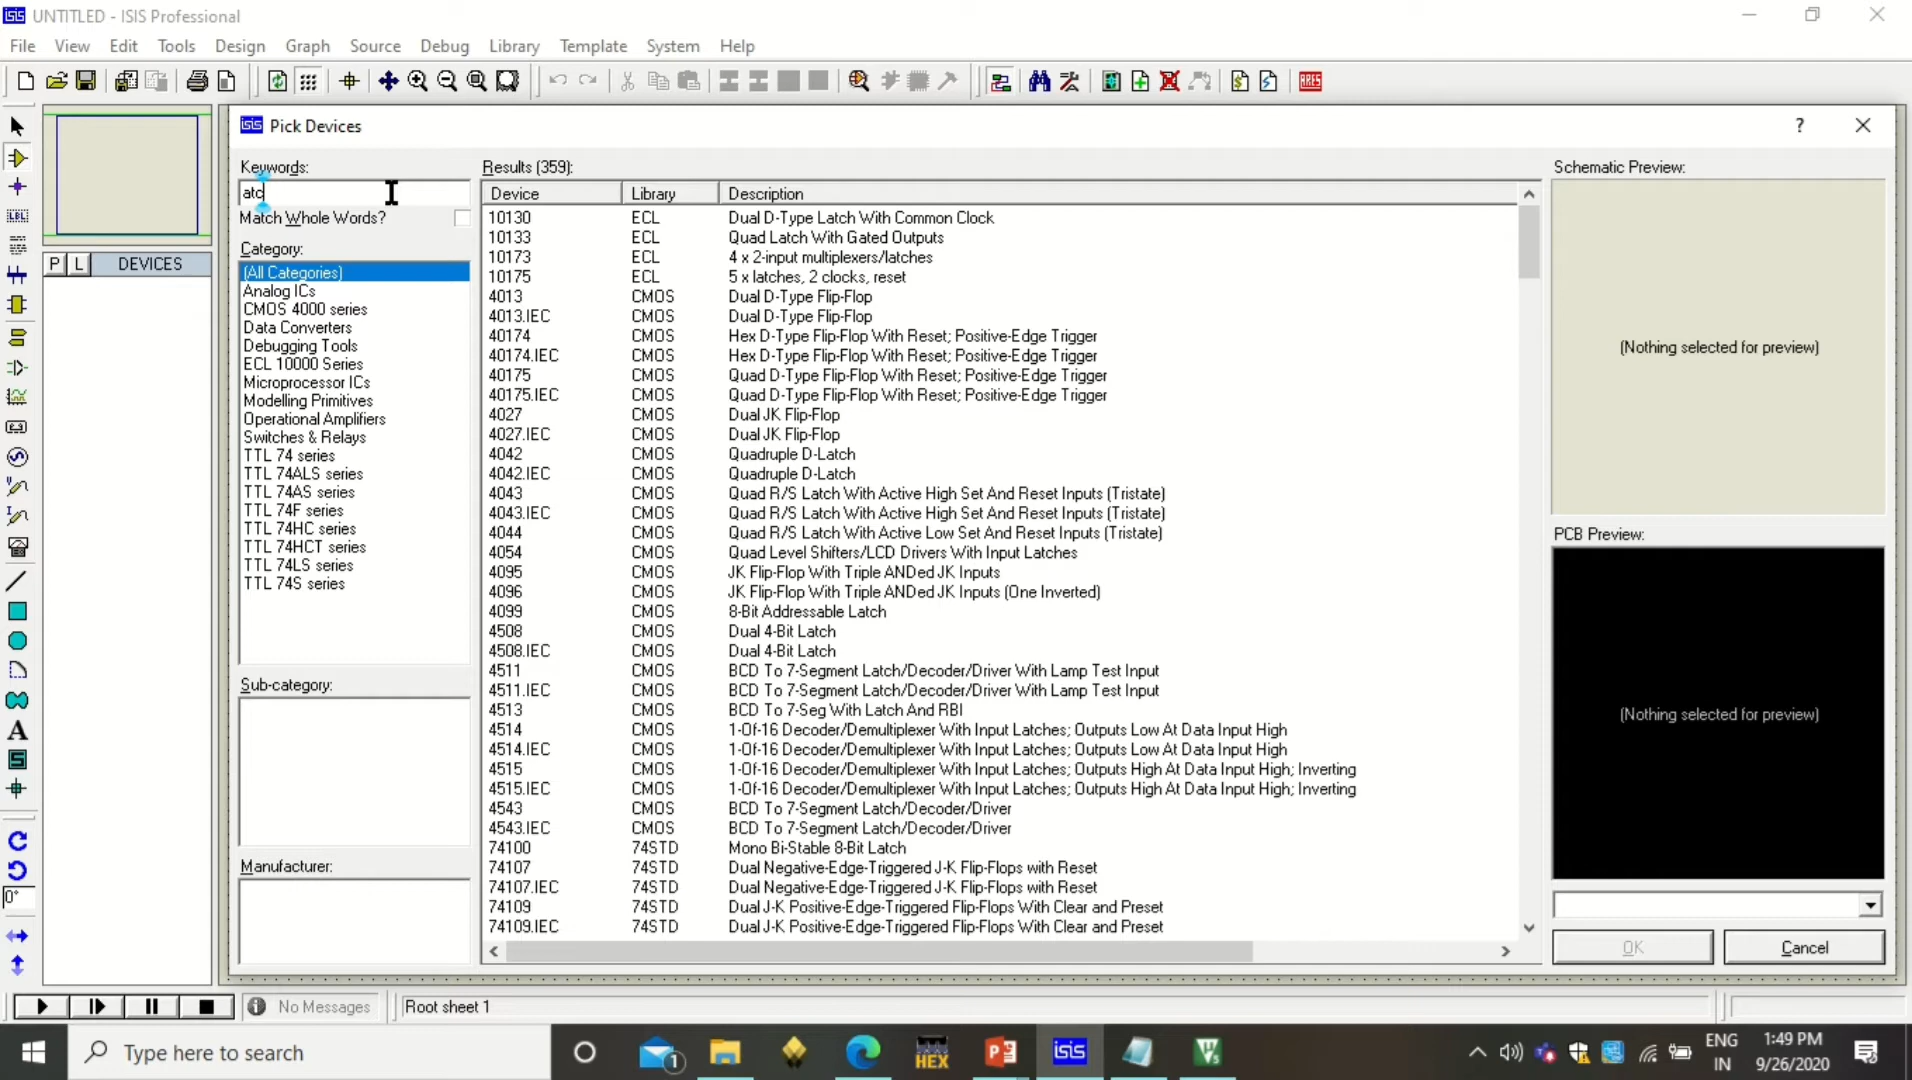 UNTITLED - ISIS Professional
File View Edit Tools Design Graph Source Debug Library Template System Help
ARES
isis Pick Devices
Keywords:
atc
Match Whole Words?
Category:
(All Categories)
Analog ICs
CMOS 4000 series
Data Converters
Debugging Tools
ECL 10000 Series
Microprocessor ICs
Modelling Primitives
Operational Amplifiers
Switches & Relays
TTL 74 series
TTL 74ALS series
TTL 74AS series
TTL 74F series
TTL 74HC series
TTL 74HCT series
TTL 74LS series
TTL 74S series
Sub-category:
Manufacturer:
Results (359):
Device Library Description
10130 ECL Dual D-Type Latch With Common Clock
10133 ECL Quad Latch With Gated Outputs
10173 ECL 4 x 2-input multiplexers/latches
10175 ECL 5 x latches, 2 clocks, reset
4013 CMOS Dual D-Type Flip-Flop
4013.IEC CMOS Dual D-Type Flip-Flop
40174 CMOS Hex D-Type Flip-Flop With Reset; Positive-Edge Trigger
40174.IEC CMOS Hex D-Type Flip-Flop With Reset; Positive-Edge Trigger
40175 CMOS Quad D-Type Flip-Flop With Reset; Positive-Edge Trigger
40175.IEC CMOS Quad D-Type Flip-Flop With Reset; Positive-Edge Trigger
4027 CMOS Dual JK Flip-Flop
4027.IEC CMOS Dual JK Flip-Flop
4042 CMOS Quadruple D-Latch
4042.IEC CMOS Quadruple D-Latch
4043 CMOS Quad R/S Latch With Active High Set And Reset Inputs (Tristate)
4043.IEC CMOS Quad R/S Latch With Active High Set And Reset Inputs (Tristate)
4044 CMOS Quad R/S Latch With Active Low Set And Reset Inputs (Tristate)
4054 CMOS Quad Level Shifters/LCD Drivers With Input Latches
4095 CMOS JK Flip-Flop With Triple ANDed JK Inputs
4096 CMOS JK Flip-Flop With Triple ANDed JK Inputs (One Inverted)
4099 CMOS 8-Bit Addressable Latch
4508 CMOS Dual 4-Bit Latch
4508.IEC CMOS Dual 4-Bit Latch
4511 CMOS BCD To 7-Segment Latch/Decoder/Driver With Lamp Test Input
4511.IEC CMOS BCD To 7-Segment Latch/Decoder/Driver With Lamp Test Input
4513 CMOS BCD To 7-Seg With Latch And RBI
4514 CMOS 1-Of-16 Decoder/Demultiplexer With Input Latches; Outputs Low At Data Input High
4514.IEC CMOS 1-Of-16 Decoder/Demultiplexer With Input Latches; Outputs Low At Data Input High
4515 CMOS 1-Of-16 Decoder/Demultiplexer With Input Latches; Outputs High At Data Input High; Inverting
4515.IEC CMOS 1-Of-16 Decoder/Demultiplexer With Input Latches; Outputs High At Data Input High; Inverting
4543 CMOS BCD To 7-Segment Latch/Decoder/Driver
4543.IEC CMOS BCD To 7-Segment Latch/Decoder/Driver
74100 74STD Mono Bi-Stable 8-Bit Latch
74107 74STD Dual Negative-Edge-Triggered J-K Flip-Flops with Reset
74107.IEC 74STD Dual Negative-Edge-Triggered J-K Flip-Flops with Reset
74109 74STD Dual J-K Positive-Edge-Triggered Flip-Flops With Clear and Preset
74109.IEC 74STD Dual J-K Positive-Edge-Triggered Flip-Flops With Clear and Preset
Schematic Preview:
(Nothing selected for preview)
PCB Preview:
(Nothing selected for preview)
OK Cancel
P L DEVICES
LBL
A
S
0°
No Messages Root sheet 1
Type here to search
1
HEX
isis
ENG
IN
1:49 PM
9/26/2020